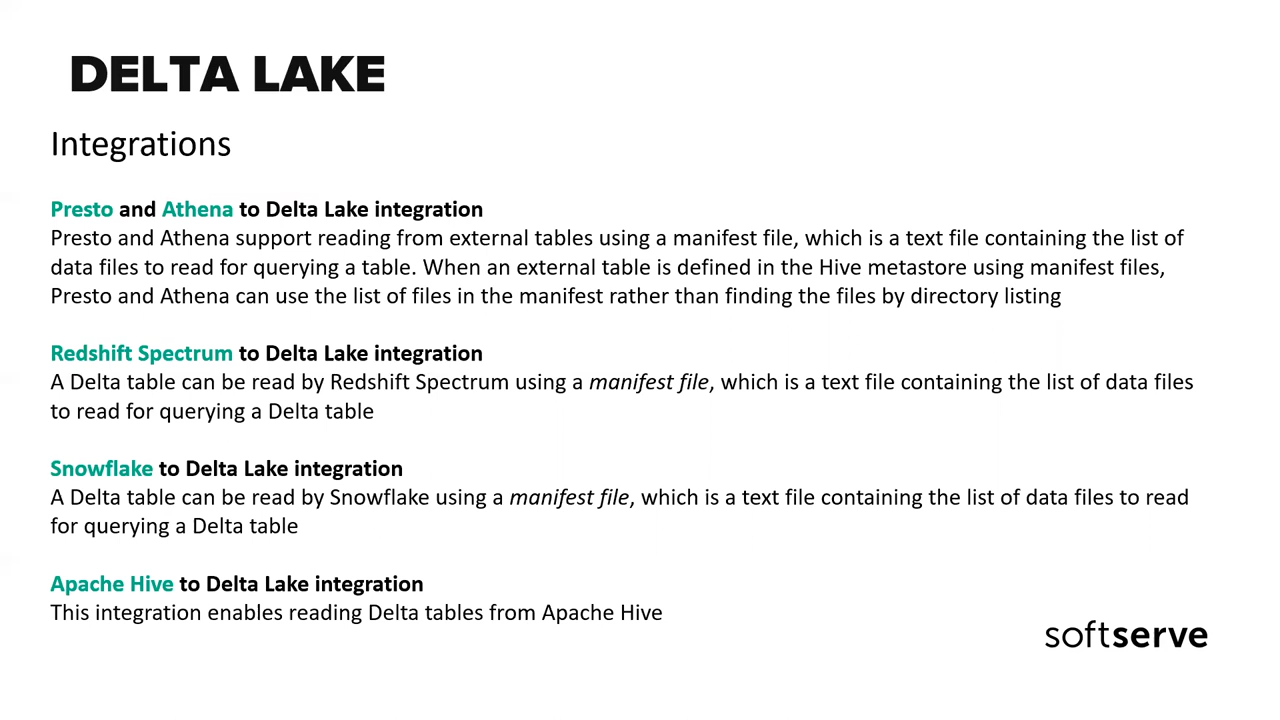 DELTA LAKE
Integrations
Presto and Athena to Delta Lake integration
Presto and Athena support reading from external tables using a manifest file, which is a text file containing the list of
data files to read for querying a table. When an external table is defined in the Hive metastore using manifest files,
Presto and Athena can use the list of files in the manifest rather than finding the files by directory listing
Redshift Spectrum to Delta Lake integration
A Delta table can be read by Redshift Spectrum using a manifest file, which is a text file containing the list of data files
to read for querying a Delta table
Snowflake to Delta Lake integration
A Delta table can be read by Snowflake using a manifest file, which is a text file containing the list of data files to read
for querying a Delta table
Apache Hive to Delta Lake integration
This integration enables reading Delta tables from Apache Hive
softserve